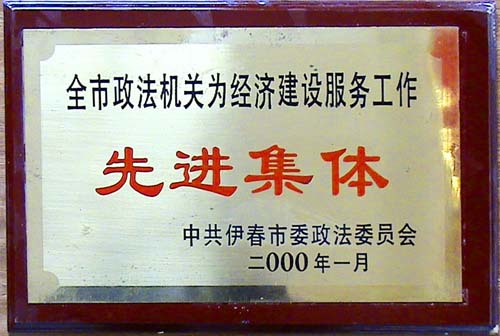 全市政法机关为经济建设服务工作
先进集体
中共伊春市委政法委员会
二000年一月